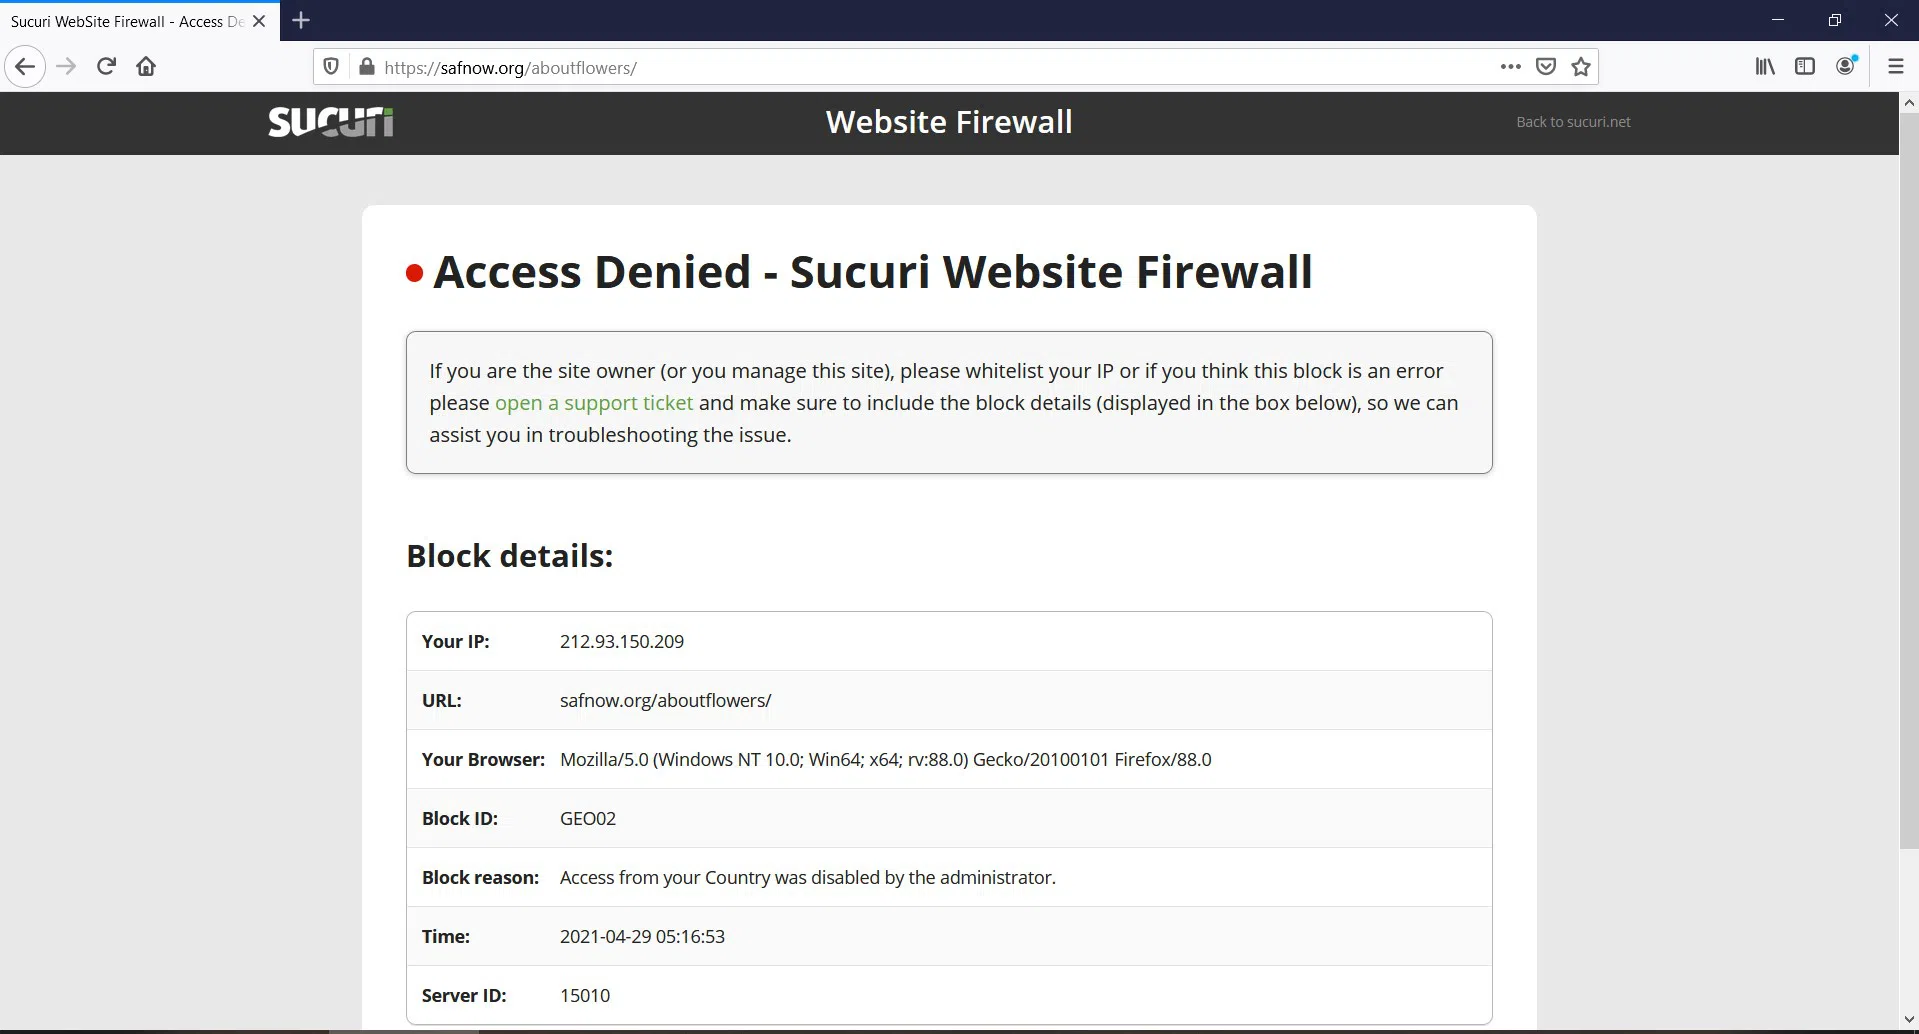 Sucuri WebSite Firewall - Access De
https://safnow.org/aboutflowers/
sucuri
Website Firewall
Back to sucuri.net
Access Denied - Sucuri Website Firewall
If you are the site owner (or you manage this site), please whitelist your IP or if you think this block is an error
please open a support ticket and make sure to include the block details (displayed in the box below), so we can
assist you in troubleshooting the issue.
Block details:
Your IP: 212.93.150.209
URL: safnow.org/aboutflowers/
Your Browser: Mozilla/5.0 (Windows NT 10.0; Win64; x64; rv:88.0) Gecko/20100101 Firefox/88.0
Block ID: GEO02
Block reason: Access from your Country was disabled by the administrator.
Time: 2021-04-29 05:16:53
Server ID: 15010